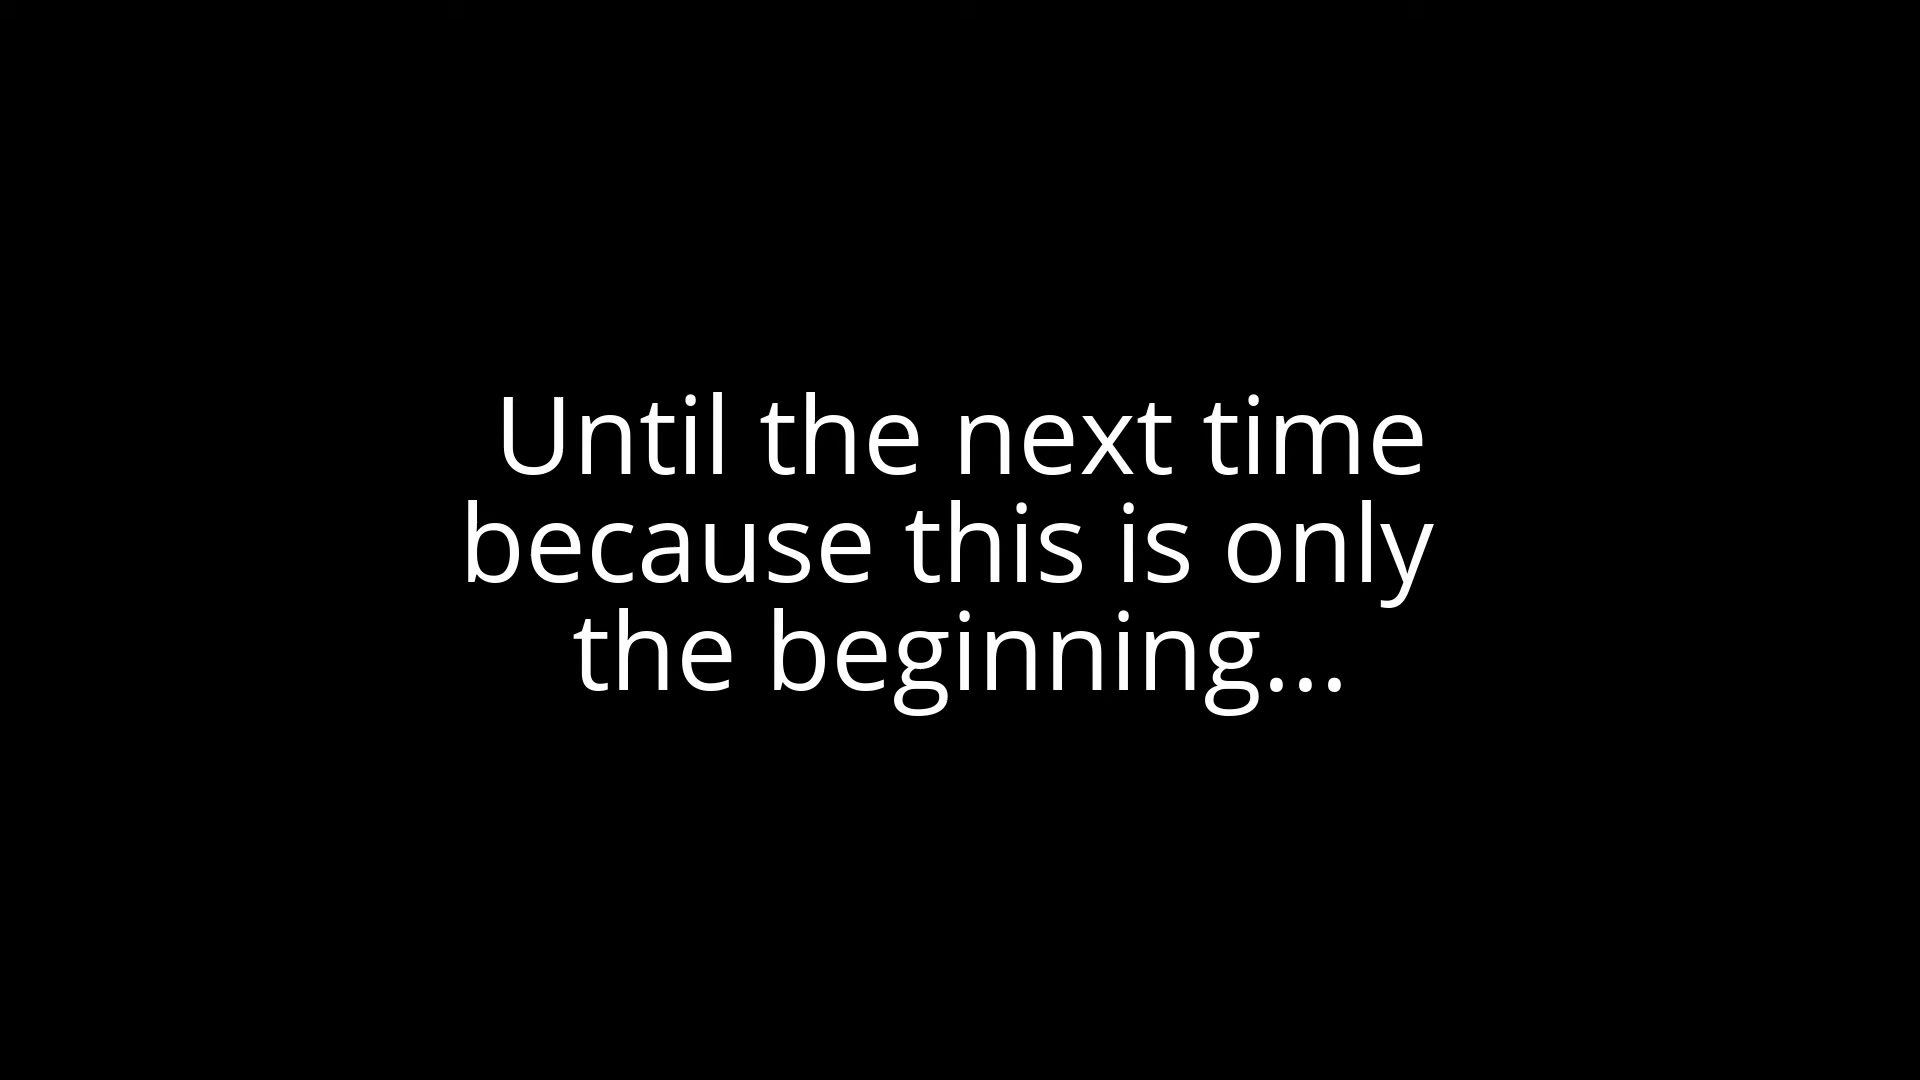 Until the next time
because this is only
the beginning...